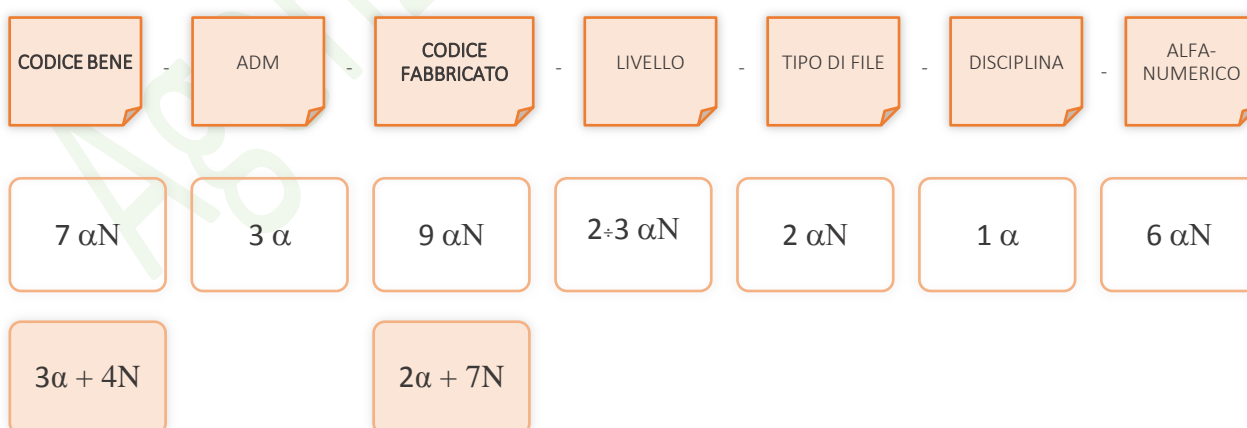 CODICE BENE - ADM - CODICE FABBRICATO - LIVELLO - TIPO DI FILE - DISCIPLINA - ALFA-NUMERICO
7 αN 3 α 9 αN 2÷3 αN 2 αN 1 α 6 αN
3α + 4N 2α + 7N